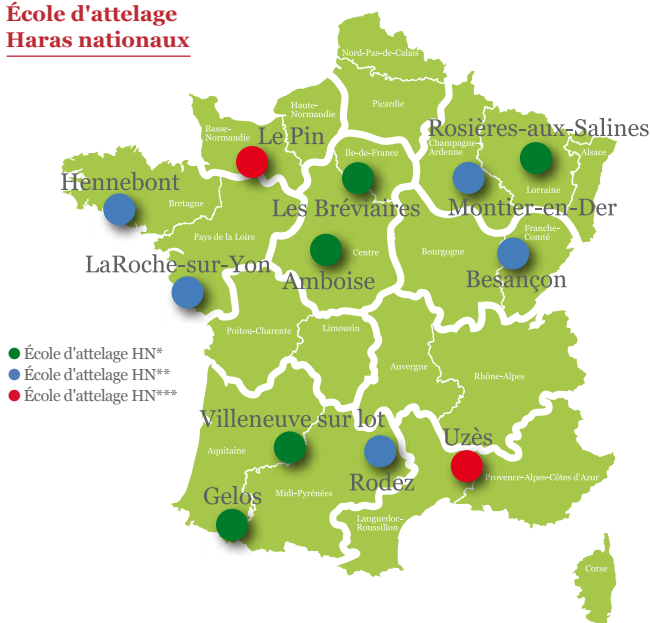 École d'attelage
Haras nationaux
Nord-Pas-de-Calais
Haute-
Normandie
Picardie
Basse-
Normandie
Le Pin
Rosières-aux-Salines
Ile-de-France
Champagne-
Ardenne
Alsace
Lorraine
Hennebont
Bretagne
Les Bréviaires
Montier-en-Der
Pays de la Loire
Franche-
Comté
Centre
Bourgogne
LaRoche-sur-Yon
Amboise
Besançon
Poitou-Charente
Limousin
Auvergne
Rhône-Alpes
École d'attelage HN*
École d'attelage HN**
École d'attelage HN***
Villeneuve sur lot
Uzès
Aquitaine
Rodez
Provence-Alpes-Côtes d'Azur
Gelos
Midi-Pyrénées
Languedoc-
Roussillon
Corse